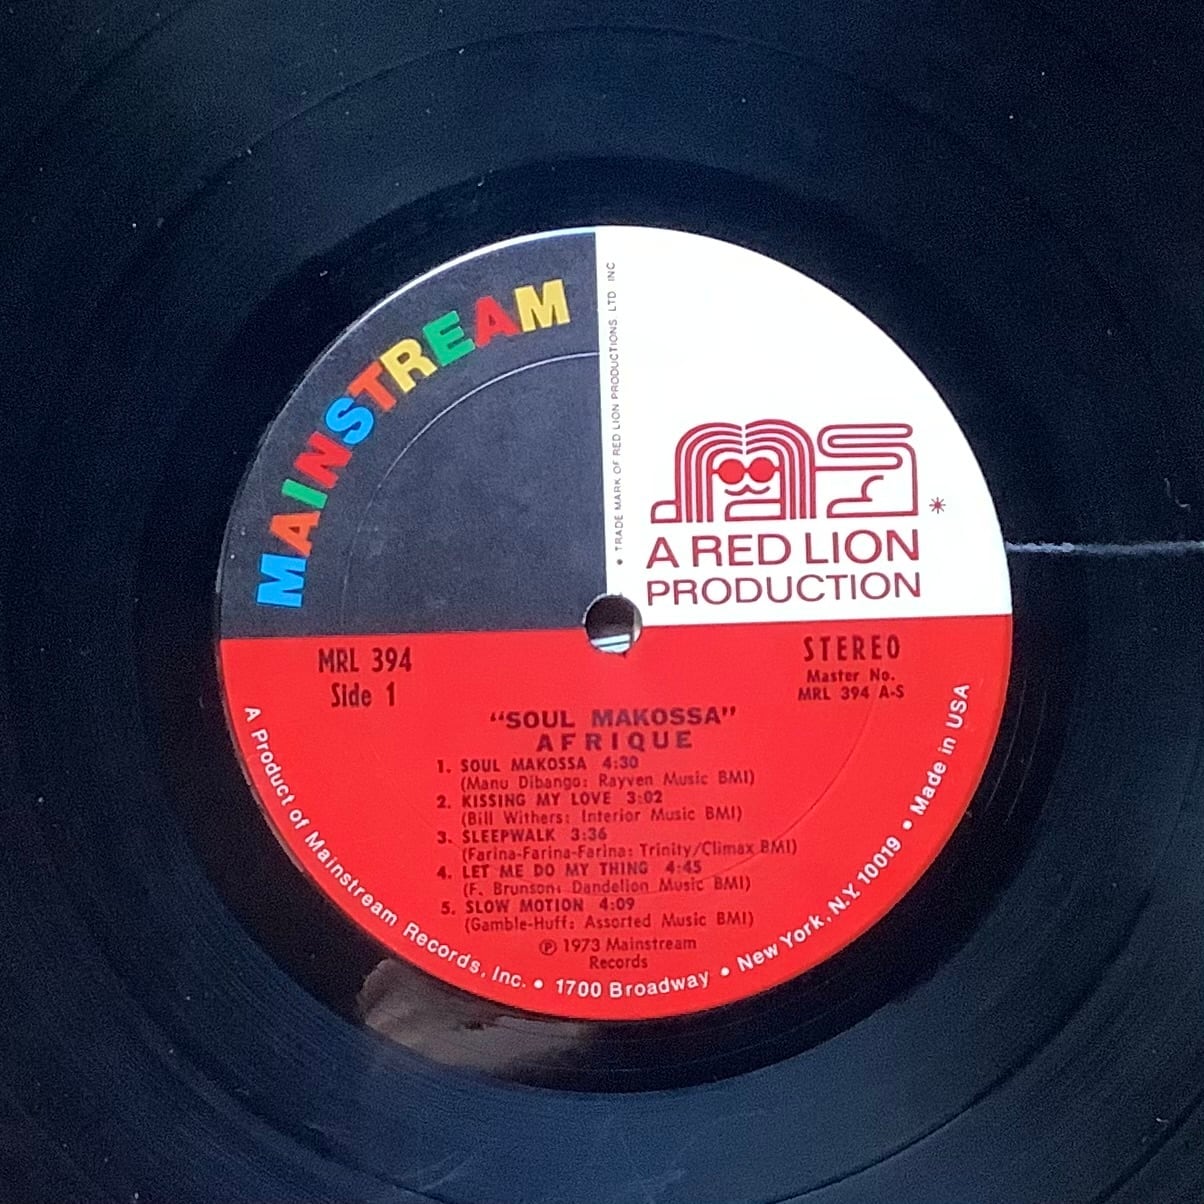 MAINSTREAM
• TRADE MARK OF RED LION PRODUCTIONS LTD INC
MS *
A RED LION
PRODUCTION
MRL 394
Side 1
STEREO
Master No.
MRL 394 A-S
“SOUL MAKOSSA”
AFRIQUE
1. SOUL MAKOSSA 4:30
(Manu Dibango: Rayven Music BMI)
2. KISSING MY LOVE 3:02
(Bill Withers: Interior Music BMI)
3. SLEEPWALK 3:36
(Farina-Farina-Farina: Trinity/Climax BMI)
4. LET ME DO MY THING 4:45
(F. Brunson: Dandelion Music BMI)
5. SLOW MOTION 4:09
(Gamble-Huff: Assorted Music BMI)
℗ 1973 Mainstream
Records
A Product of Mainstream Records, Inc. • 1700 Broadway • New York, N.Y. 10019 • Made in USA